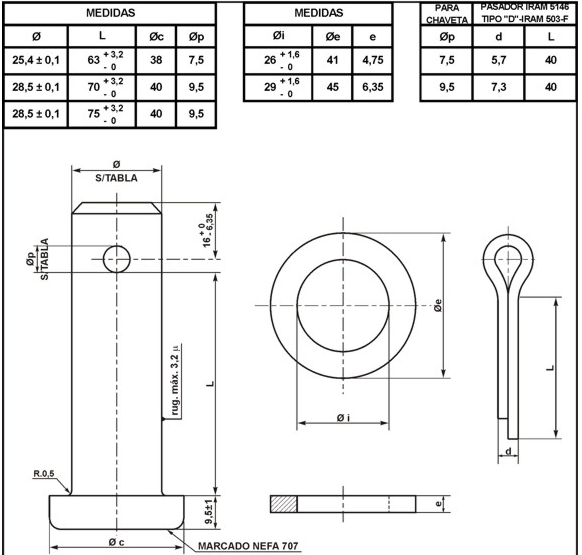 MEDIDAS
Ø L Øc Øp
25,4 ± 0,1 63 + 3,2 - 0 38 7,5
28,5 ± 0,1 70 + 3,2 - 0 40 9,5
28,5 ± 0,1 75 + 3,2 - 0 40 9,5
MEDIDAS
Øi Øe e
26 + 1,6 - 0 41 4,75
29 + 1,6 - 0 45 6,35
PARA CHAVETA
PASADOR IRAM 5146
TIPO "D"-IRAM 503-F
Øp d L
7,5 5,7 40
9,5 7,3 40
Ø
S/TABLA
16 + 0 - 6,35
Øp
S/TABLA
L
rug. máx. 3,2 µ
R.0,5
9,5±1
Ø c
MARCADO NEFA 707
Øe
Ø i
e
L
d